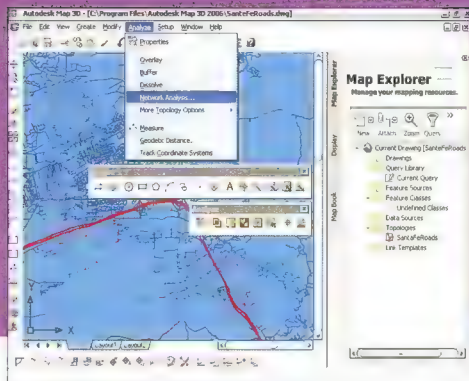 Autodesk Map 3D - [C:\Program Files\Autodesk Map 3D 2006\SanteFeRoads.dwg]
File Edit View Create Modify Analyze Setup Window Help
Properties
Overlay
Buffer
Dissolve
Network Analysis...
More Topology Options
Measure
Geodetic Distance
Track Coordinate Systems
Map Explorer
Display
Map Book
Map Explorer
Manage your mapping resources.
New Attach Zoom Query
Current Drawing [SanteFeRoads
Drawings
Query Library
Current Query
Feature Sources
Feature Classes
Undefined Classes
Data Sources
Topologies
SantaFeRoads
Link Templates
Y
X
Layout1